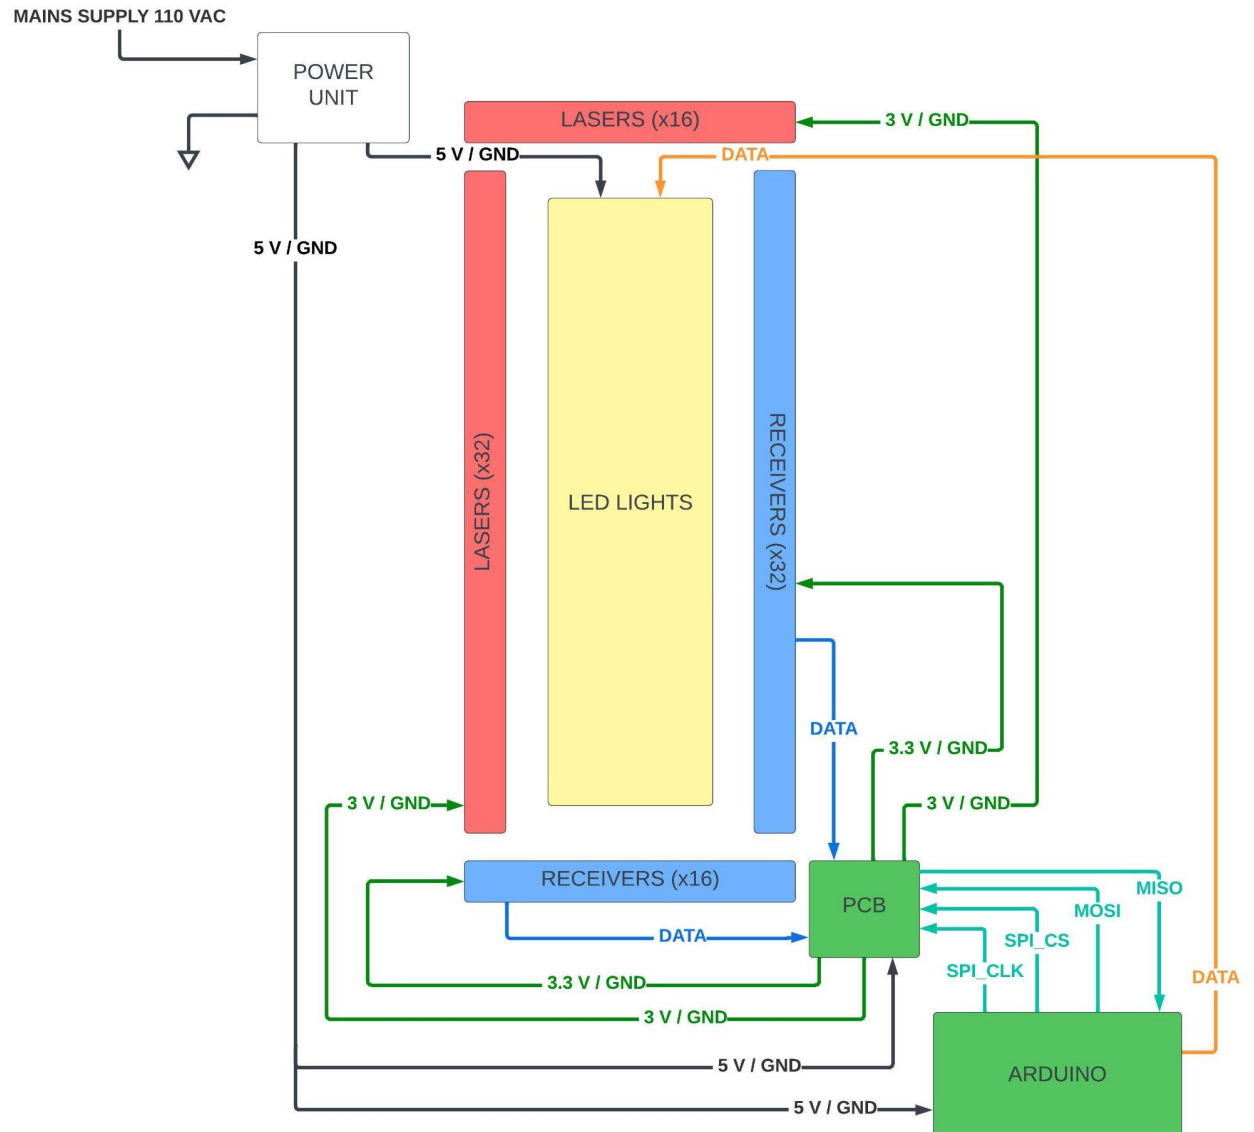 MAINS SUPPLY 110 VAC
POWER
UNIT
LASERS (x16)
3 V / GND
5 V / GND
DATA
5 V / GND
LASERS (x32)
LED LIGHTS
RECEIVERS (x32)
DATA
3.3 V / GND
3 V / GND
3 V / GND
RECEIVERS (x16)
PCB
MISO
MOSI
SPI_CS
SPI_CLK
DATA
DATA
3.3 V / GND
3 V / GND
5 V / GND
ARDUINO
5 V / GND